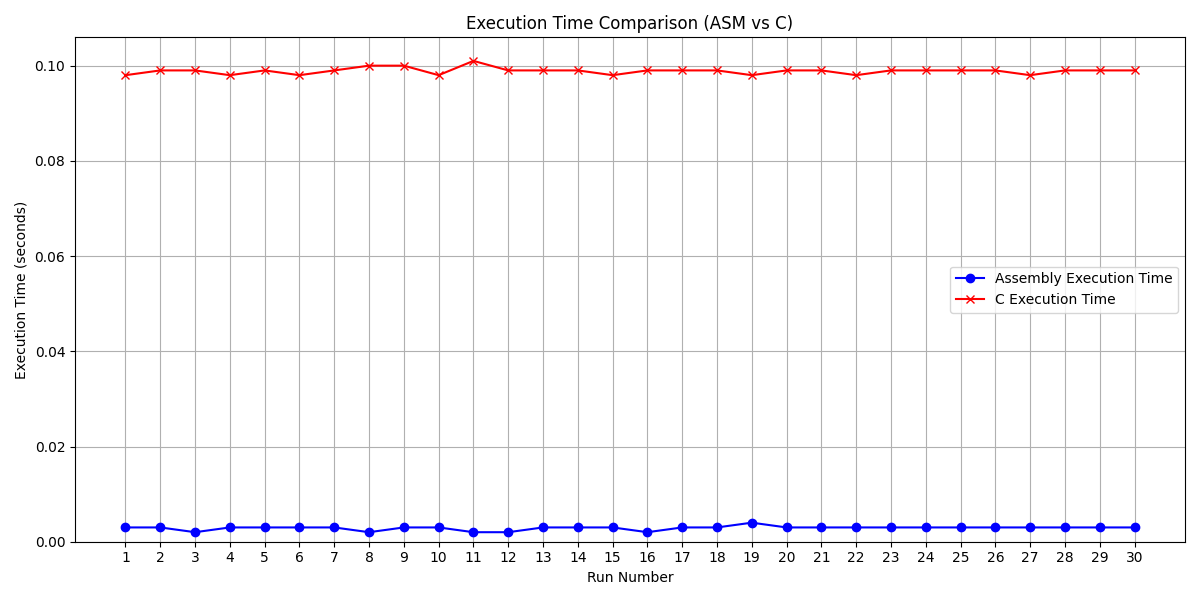 Execution Time Comparison (ASM vs C)
Execution Time (seconds)
0.10
0.08
0.06
0.04
0.02
0.00
Assembly Execution Time
C Execution Time
1 2 3 4 5 6 7 8 9 10 11 12 13 14 15 16 17 18 19 20 21 22 23 24 25 26 27 28 29 30
Run Number